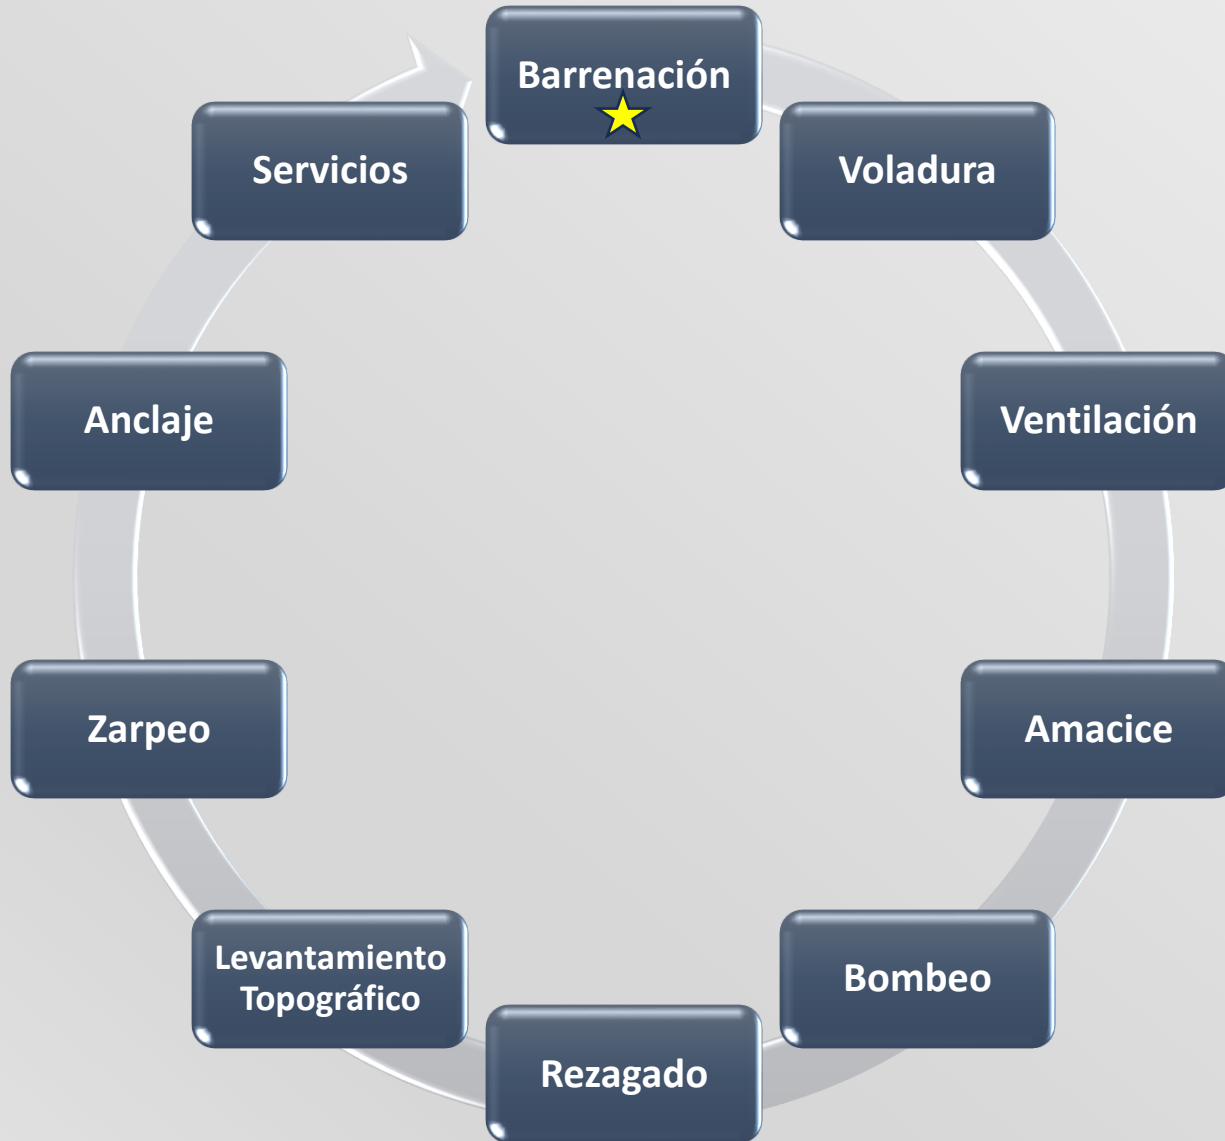 Barrenación
Voladura
Ventilación
Amacice
Bombeo
Rezagado
Levantamiento
Topográfico
Zarpeo
Anclaje
Servicios